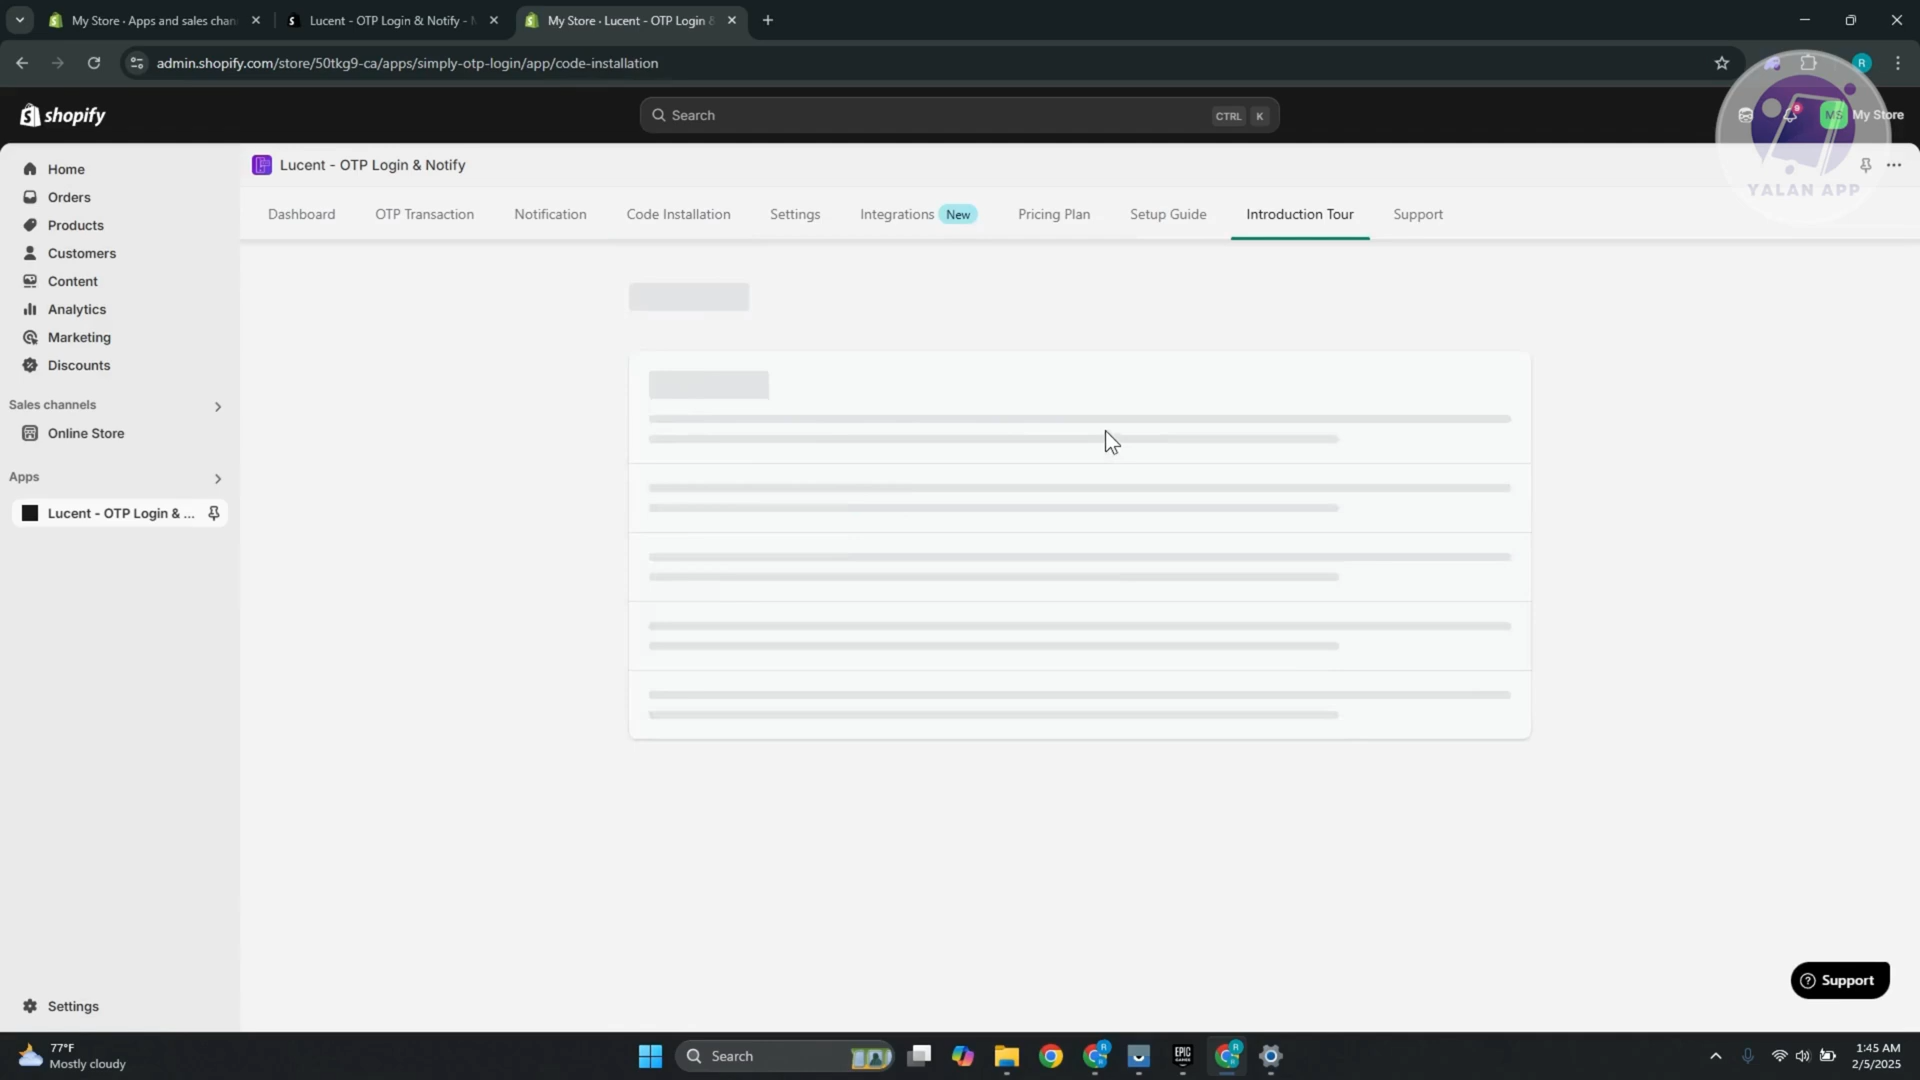 My Store · Apps and sales chan
Lucent - OTP Login & Notify - N
My Store · Lucent - OTP Login &
admin.shopify.com/store/50tkg9-ca/apps/simply-otp-login/app/code-installation
R
shopify
Search
CTRL K
9
MS
My Store
YALAN APP
Home
Orders
Products
Customers
Content
Analytics
Marketing
Discounts
Sales channels
Online Store
Apps
Lucent - OTP Login & ...
Settings
Lucent - OTP Login & Notify
Dashboard
OTP Transaction
Notification
Code Installation
Settings
Integrations New
Pricing Plan
Setup Guide
Introduction Tour
Support
Support
77°F
Mostly cloudy
Search
R
EPIC
GAMES
R
1:45 AM
2/5/2025